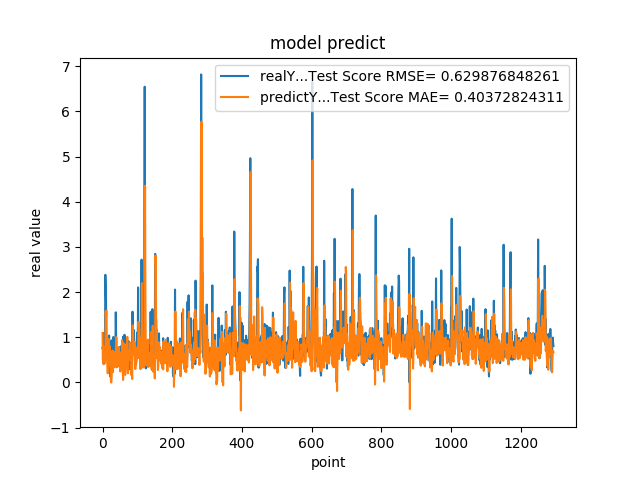 model predict
realY...Test Score RMSE= 0.629876848261
predictY...Test Score MAE= 0.40372824311
7
6
5
4
3
2
1
0
−1
real value
0 200 400 600 800 1000 1200
point